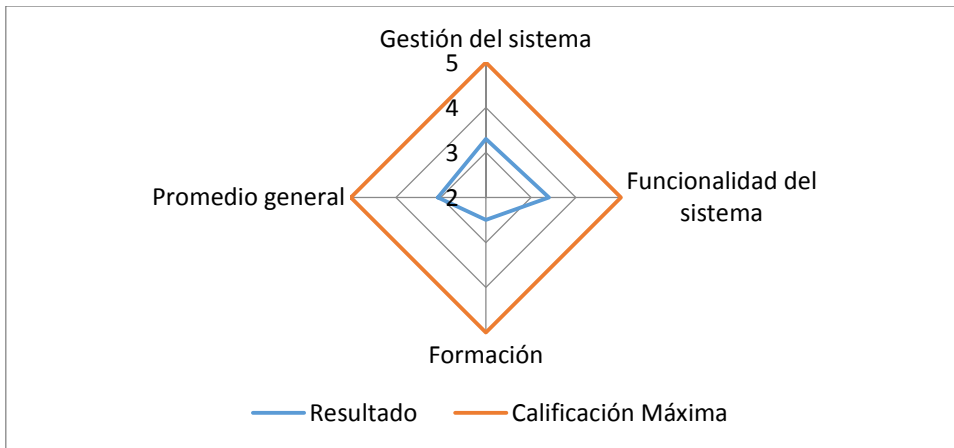 Gestión del sistema
5
4
3
2
Funcionalidad del
sistema
Promedio general
Formación
Resultado
Calificación Máxima